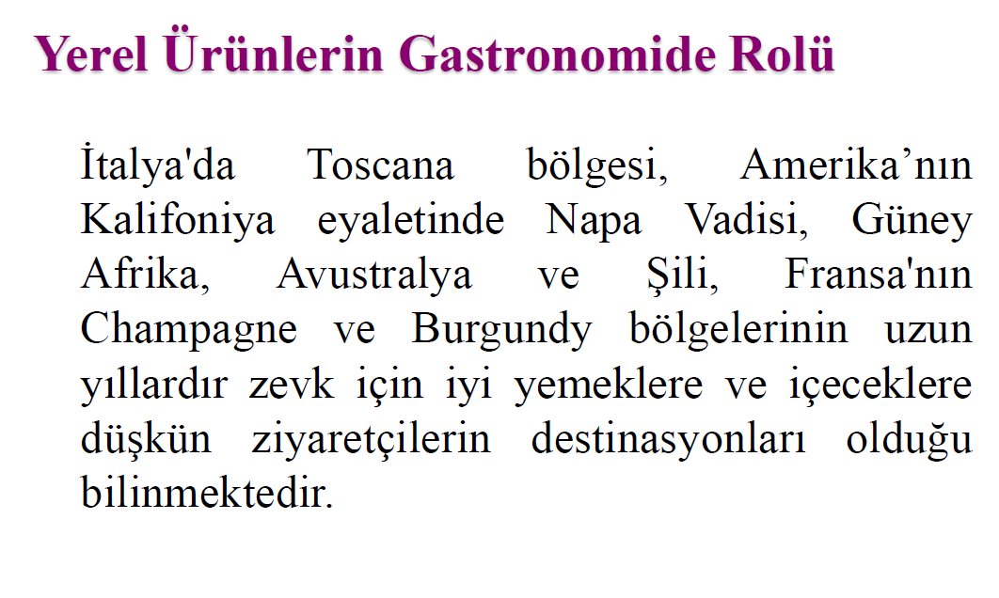 Yerel Ürünlerin Gastronomide Rolü
İtalya'da Toscana bölgesi, Amerika’nın
Kalifoniya eyaletinde Napa Vadisi, Güney
Afrika, Avustralya ve Şili, Fransa'nın
Champagne ve Burgundy bölgelerinin uzun
yıllardır zevk için iyi yemeklere ve içeceklere
düşkün ziyaretçilerin destinasyonları olduğu
bilinmektedir.